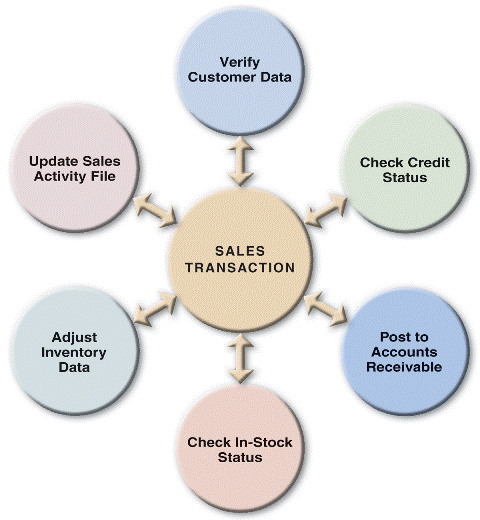 Verify
Customer Data
Update Sales
Activity File
Check Credit
Status
SALES
TRANSACTION
Adjust
Inventory
Data
Post to
Accounts
Receivable
Check In-Stock
Status